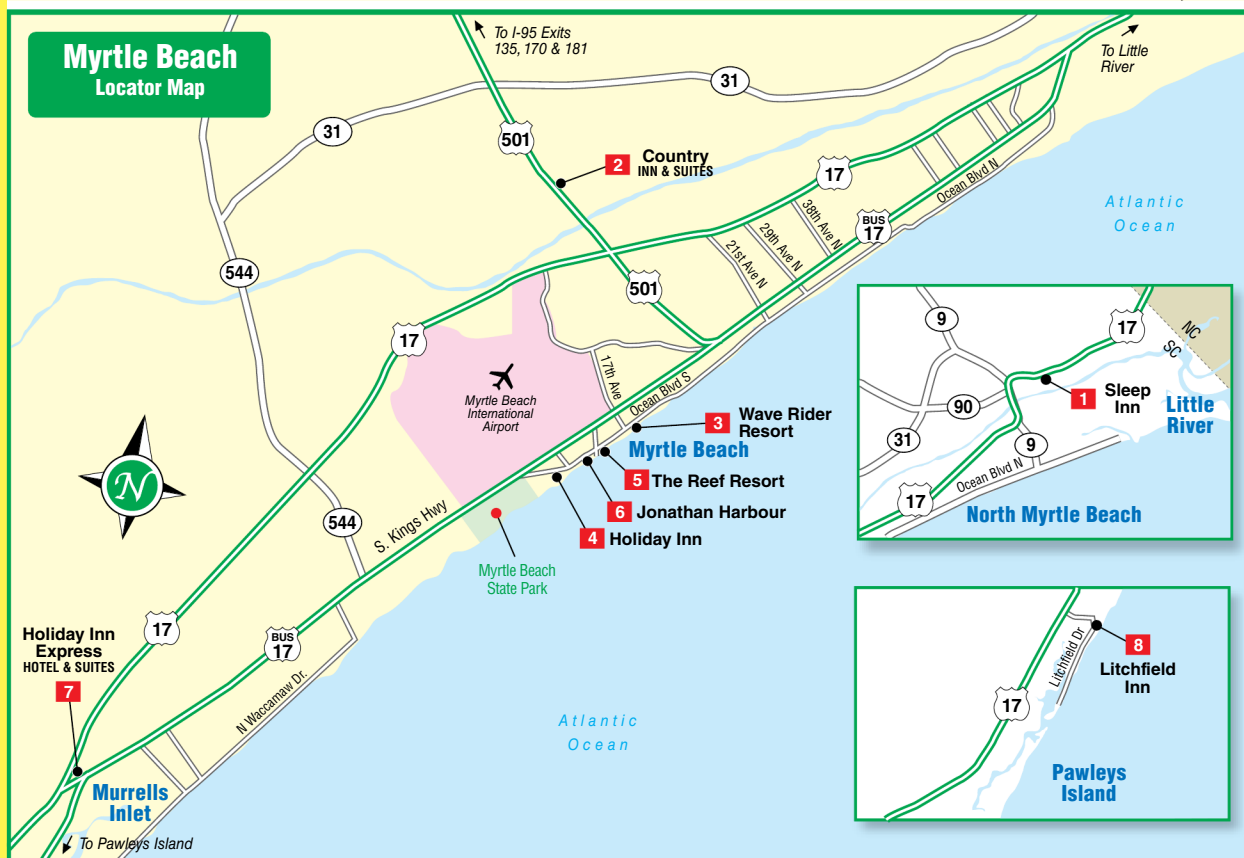 Myrtle Beach
Locator Map
To I-95 Exits
135, 170 & 181
To Little
River
31
31
501
2
Country
INN & SUITES
17
Ocean Blvd N
Atlantic
Ocean
38th Ave N
BUS
17
29th Ave N
21st Ave N
544
501
17
Myrtle Beach
International
Airport
17th Ave
Ocean Blvd S
3
Wave Rider
Resort
Myrtle Beach
5
The Reef Resort
6
Jonathan Harbour
4
Holiday Inn
N
544
S. Kings Hwy
Myrtle Beach
State Park
17
BUS
17
Holiday Inn
Express
HOTEL & SUITES
7
N Waccamaw Dr.
Atlantic
Ocean
Murrells
Inlet
To Pawleys Island
9
17
NC
SC
1
Sleep
Inn
90
Little
River
31
9
Ocean Blvd N
17
North Myrtle Beach
8
Litchfield
Inn
Litchfield Dr
17
Pawleys
Island